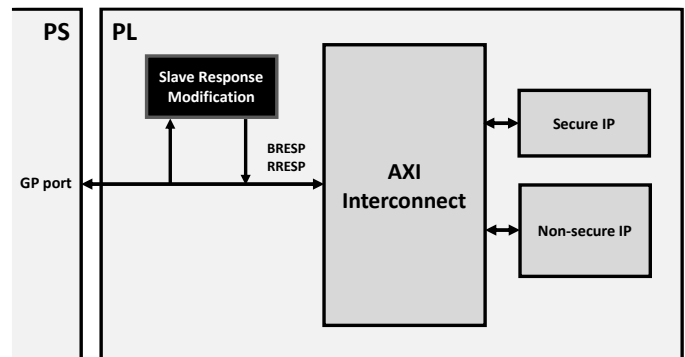 PS
PL
Slave Response
Modification
BRESP
RRESP
GP port
AXI
Interconnect
Secure IP
Non-secure IP